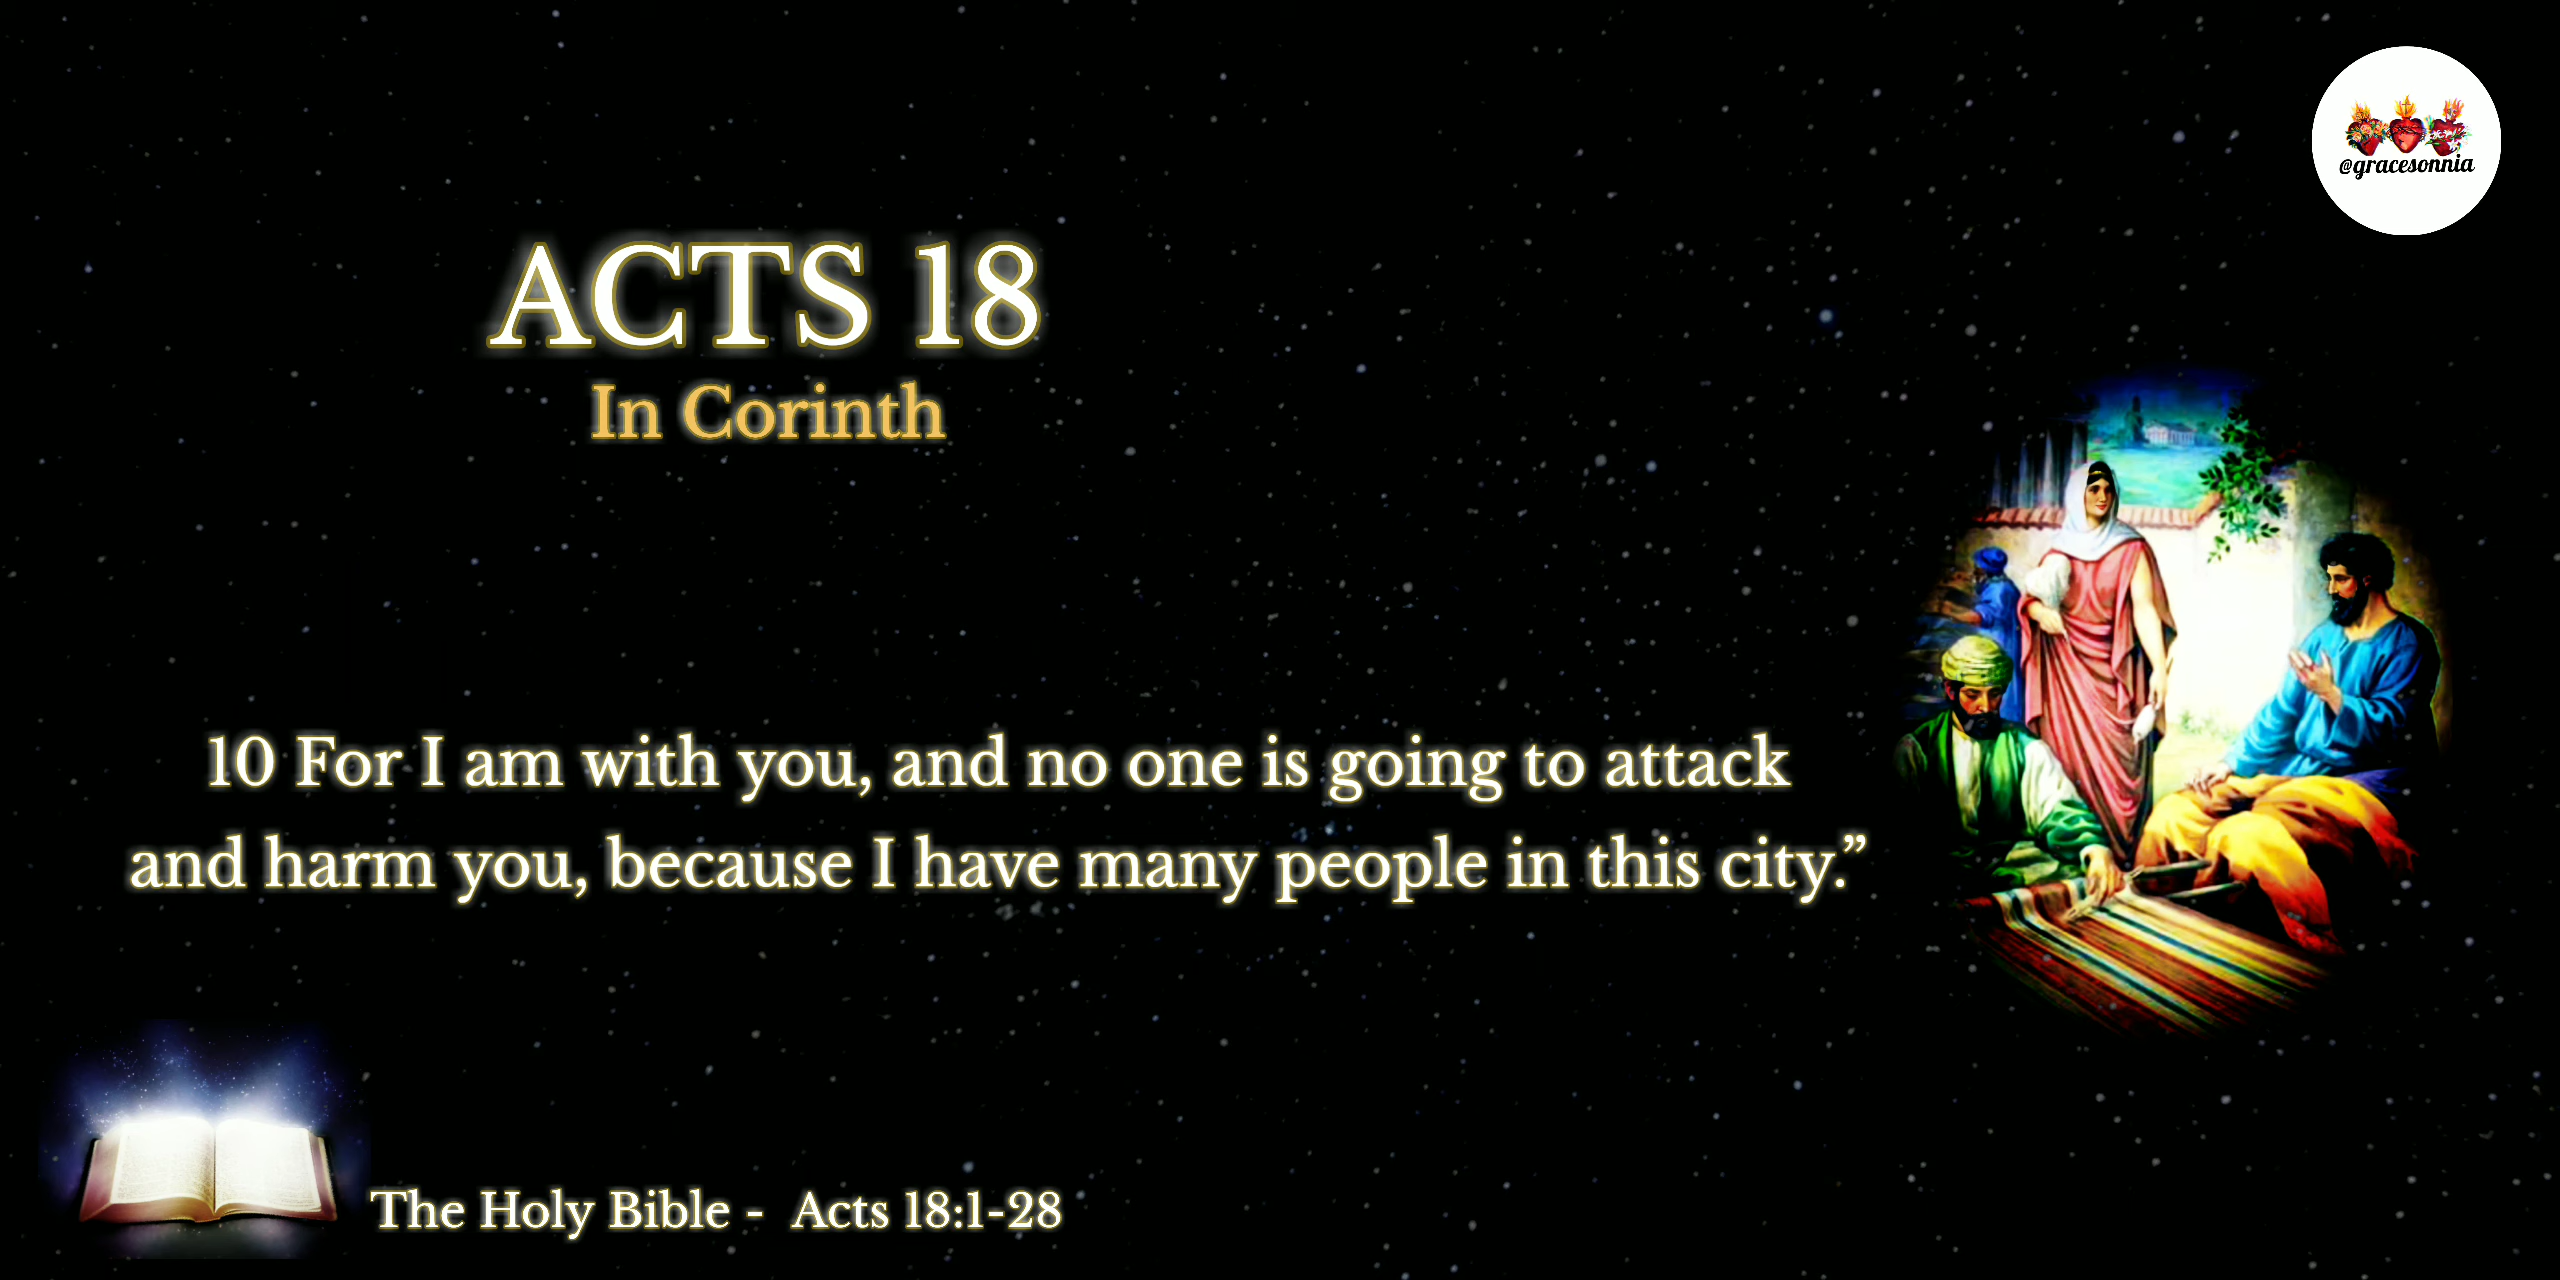 @gracesonnia
ACTS 18
In Corinth
10 For I am with you, and no one is going to attack
and harm you, because I have many people in this city.”
The Holy Bible - Acts 18:1-28